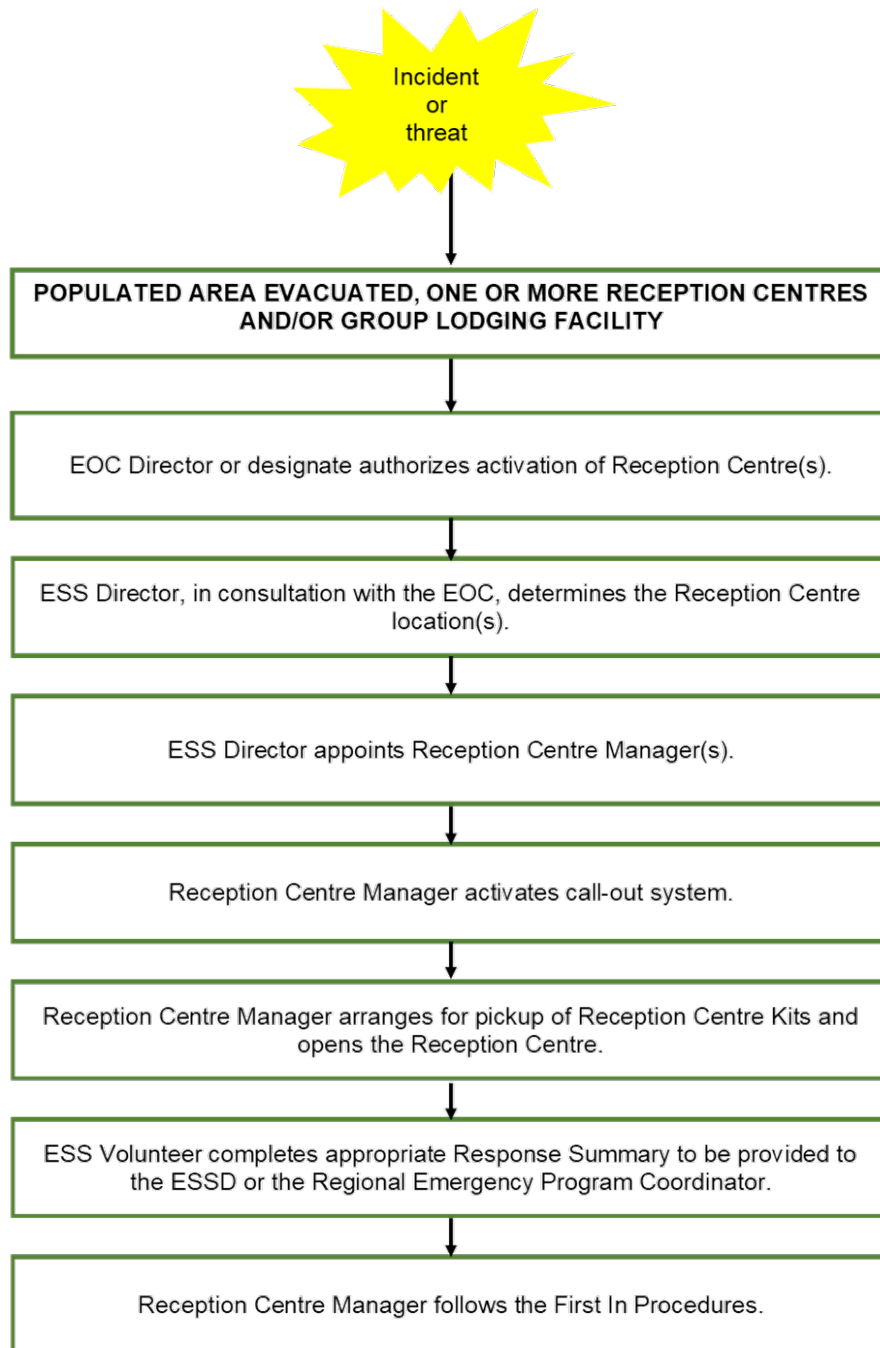 Incident
or
threat
POPULATED AREA EVACUATED, ONE OR MORE RECEPTION CENTRES
AND/OR GROUP LODGING FACILITY
EOC Director or designate authorizes activation of Reception Centre(s).
ESS Director, in consultation with the EOC, determines the Reception Centre
location(s).
ESS Director appoints Reception Centre Manager(s).
Reception Centre Manager activates call-out system.
Reception Centre Manager arranges for pickup of Reception Centre Kits and
opens the Reception Centre.
ESS Volunteer completes appropriate Response Summary to be provided to
the ESSD or the Regional Emergency Program Coordinator.
Reception Centre Manager follows the First In Procedures.